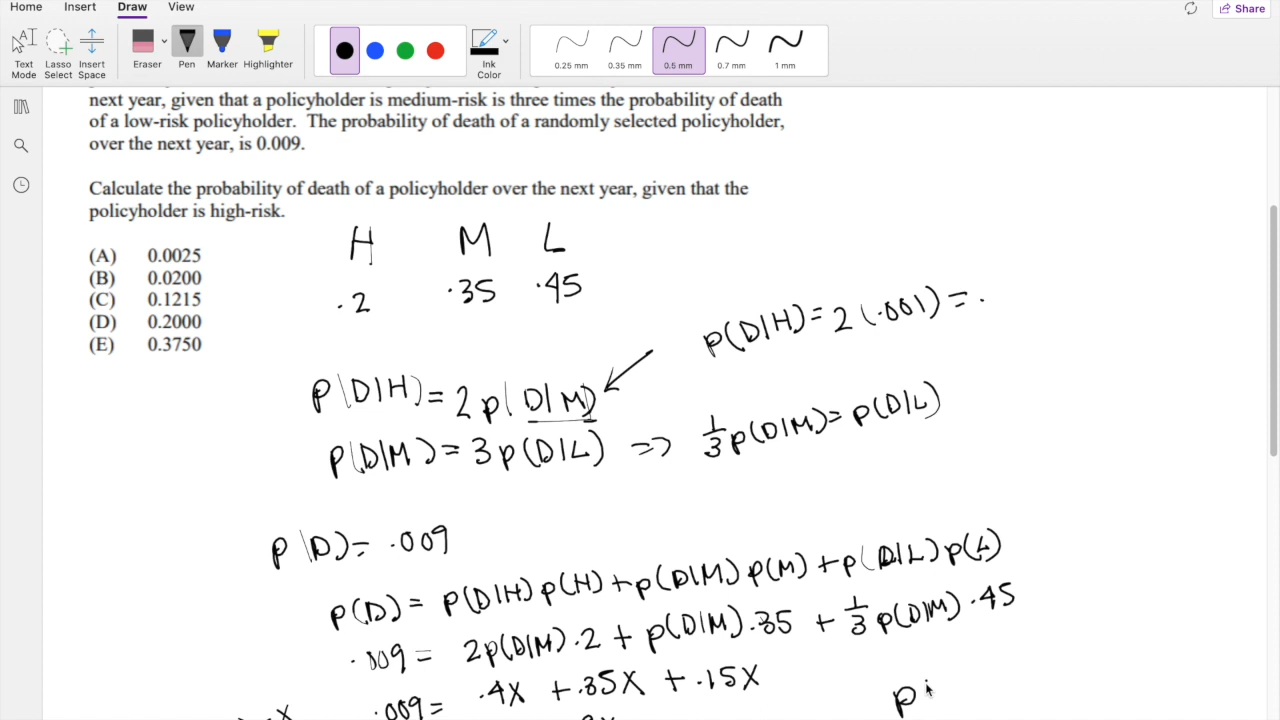 Home Insert Draw View
Share
Text Mode
Lasso Select
Insert Space
Eraser
Pen
Marker
Highlighter
Ink Color
0.25 mm
0.35 mm
0.5 mm
0.7 mm
1 mm
next year, given that a policyholder is medium-risk is three times the probability of death
of a low-risk policyholder. The probability of death of a randomly selected policyholder,
over the next year, is 0.009.
Calculate the probability of death of a policyholder over the next year, given that the
policyholder is high-risk.
(A) 0.0025
(B) 0.0200
(C) 0.1215
(D) 0.2000
(E) 0.3750
H M L
.2 .35 .45
P(D|H) = 2(.001) = .
P(D|H) = 2 P(D|M)
P(D|M) = 3 P(D|L) => 1/3 P(D|M) = P(D|L)
P(D) = .009
P(D) = P(D|H) P(H) + P(D|M) P(M) + P(D|L) P(L)
.009 = 2P(D|M) .2 + P(D|M) .35 + 1/3 P(D|M) .45
.009 = .4X + .35X + .15X
P